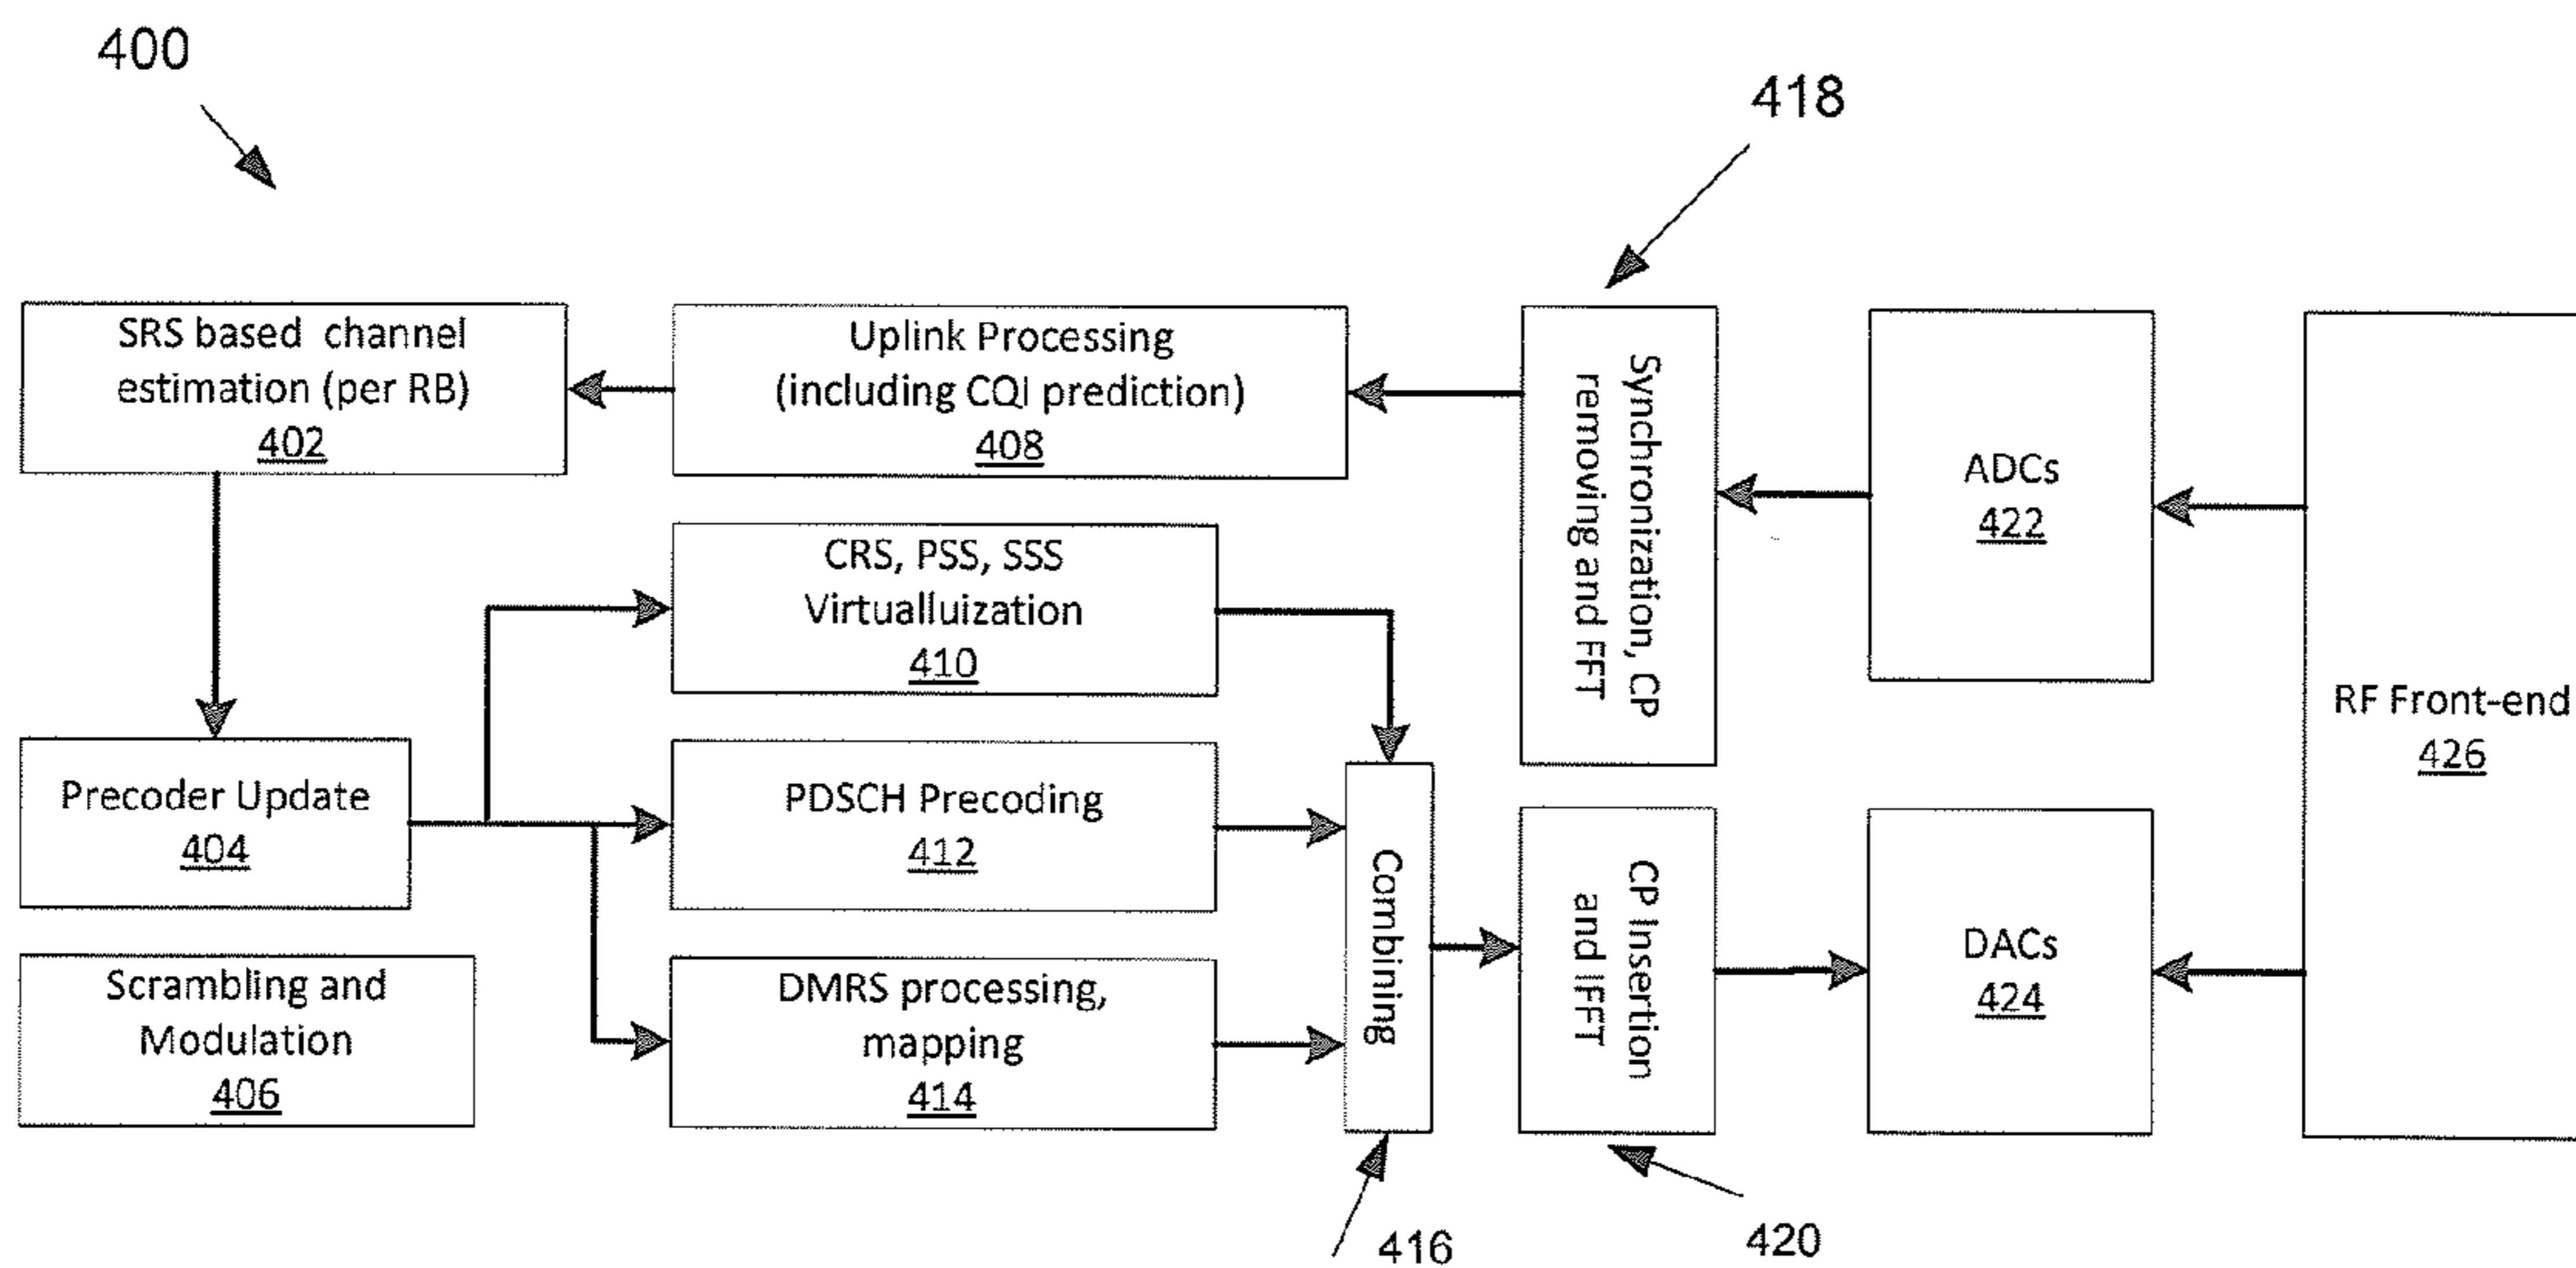 400
418
SRS based channel
estimation (per RB)
402
Uplink Processing
(including CQI prediction)
408
Synchronization, CP
removing and FFT
ADCs
422
RF Front-end
426
CRS, PSS, SSS
Virtualluization
410
Precoder Update
404
PDSCH Precoding
412
Combining
CP Insertion
and IFFT
DACs
424
Scrambling and
Modulation
406
DMRS processing,
mapping
414
416
420